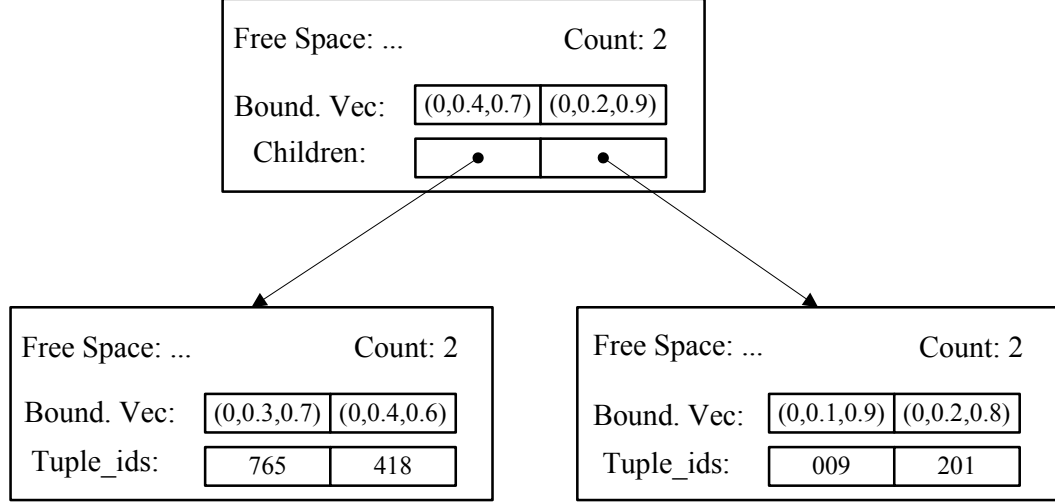 Free Space: ... Count: 2
Bound. Vec: (0,0.4,0.7) (0,0.2,0.9)
Children:
Free Space: ... Count: 2
Bound. Vec: (0,0.3,0.7) (0,0.4,0.6)
Tuple_ids: 765 418
Free Space: ... Count: 2
Bound. Vec: (0,0.1,0.9) (0,0.2,0.8)
Tuple_ids: 009 201